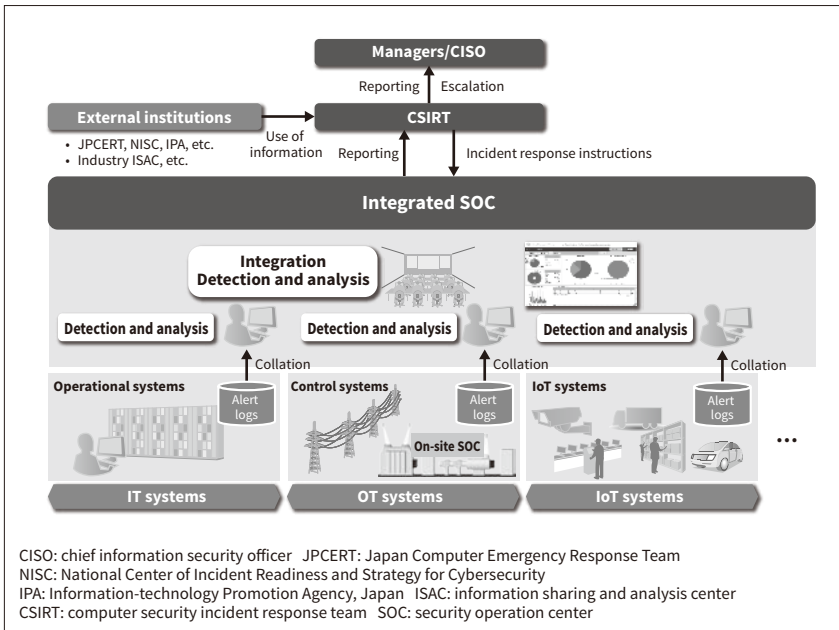 Managers/CISO
Reporting
Escalation
External institutions
CSIRT
• JPCERT, NISC, IPA, etc.
• Industry ISAC, etc.
Use of
information
Reporting
Incident response instructions
Integrated SOC
Integration
Detection and analysis
Detection and analysis
Detection and analysis
Detection and analysis
Collation
Collation
Collation
Operational systems
Alert
logs
Control systems
Alert
logs
On-site SOC
IoT systems
Alert
logs
...
IT systems
OT systems
IoT systems
CISO: chief information security officer JPCERT: Japan Computer Emergency Response Team
NISC: National Center of Incident Readiness and Strategy for Cybersecurity
IPA: Information-technology Promotion Agency, Japan ISAC: information sharing and analysis center
CSIRT: computer security incident response team SOC: security operation center